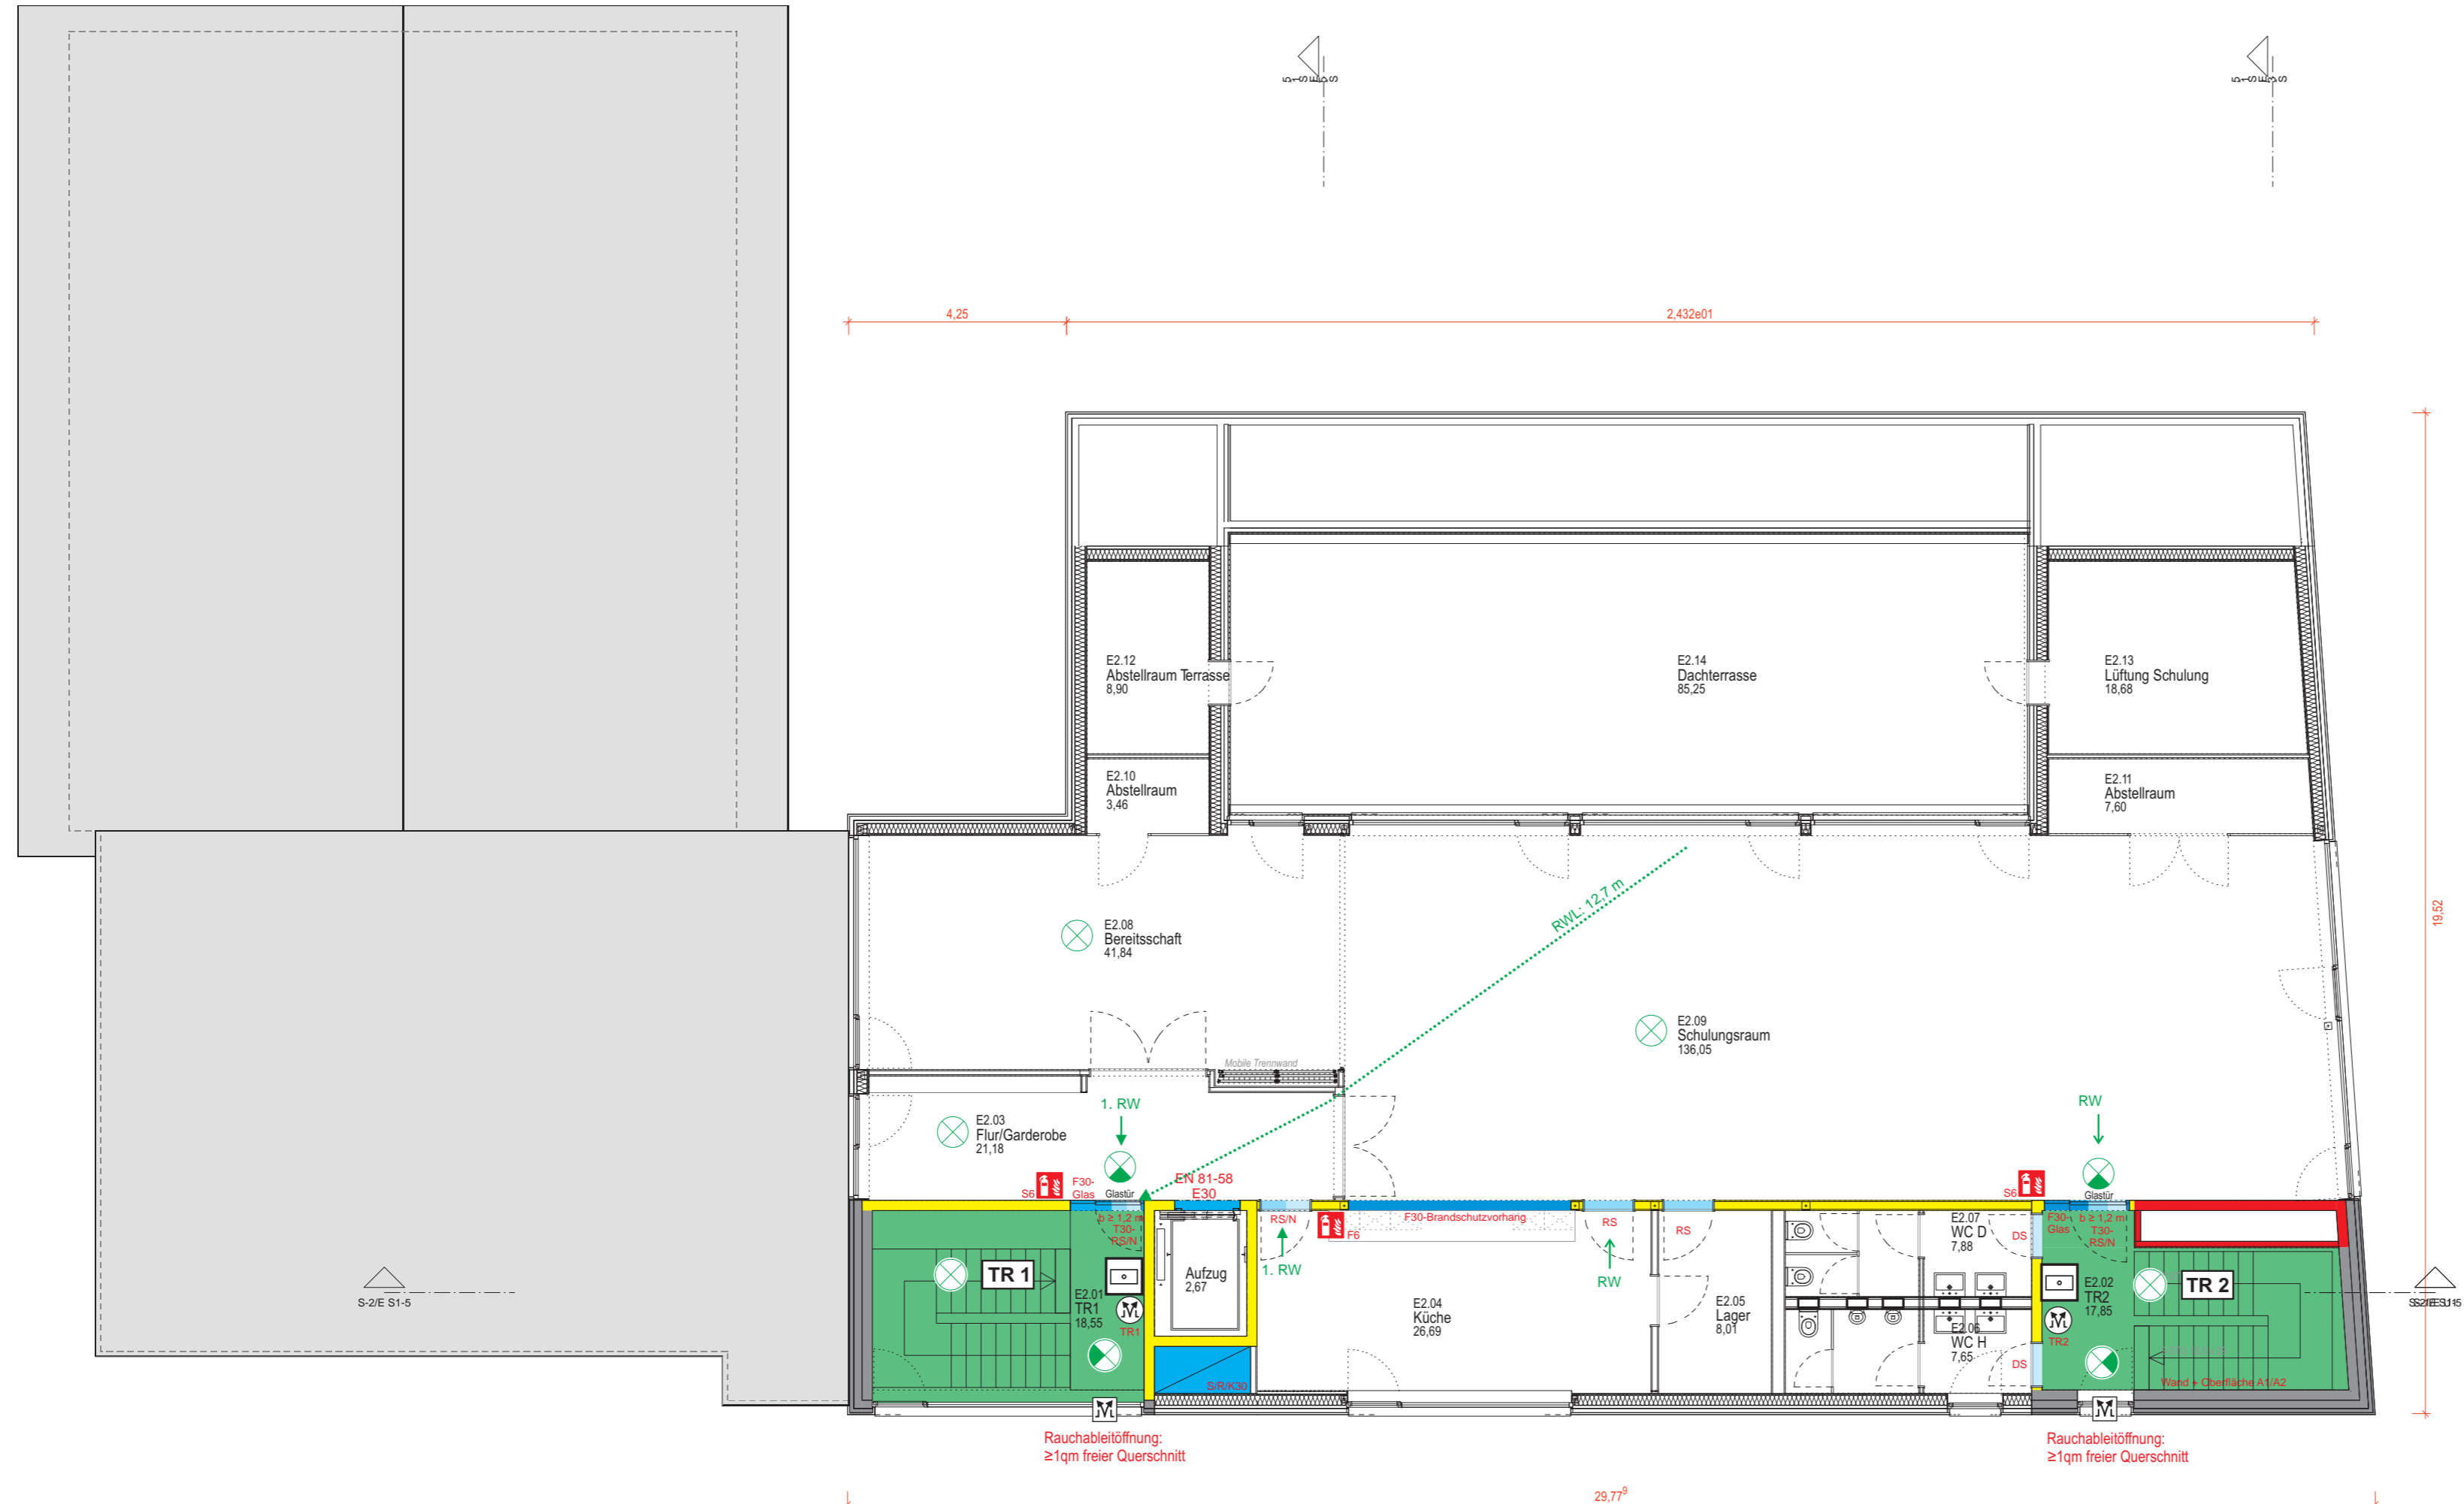 4,25
2,432e01
19,52
E2.12
Abstellraum Terrasse
8,90
E2.14
Dachterrasse
85,25
E2.13
Lüftung Schulung
18,68
E2.10
Abstellraum
3,46
E2.11
Abstellraum
7,60
RWL: 12,7 m
E2.08
Bereitsschaft
41,84
E2.09
Schulungsraum
136,05
Mobile Trennwand
1. RW
RW
E2.03
Flur/Garderobe
21,18
S6
F30-
Glas
Glastür
EN 81-58
E30
S6
Glastür
b ≥ 1,2 m
T30-
RS/N
RS/N
F6
F30-Brandschutzvorhang
RS
RS
E2.07
WC D
7,88
DS
F30-
Glas
b ≥ 1,2 m
T30-
RS/N
TR 1
Aufzug
2,67
1. RW
RW
TR 2
E2.01
TR1
18,55
TR1
E2.04
Küche
26,69
E2.05
Lager
8,01
E2.06
WC H
7,65
DS
E2.02
TR2
17,85
TR2
S-2/E S1-5
S/R/K30
Wand + Oberfläche A1/A2
Rauchableitöffnung:
≥1qm freier Querschnitt
Rauchableitöffnung:
≥1qm freier Querschnitt
29,77⁹